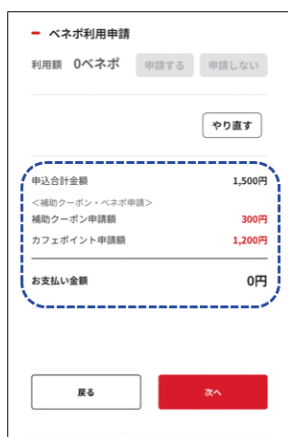 ベネポ利用申請
利用額 0ベネポ 申請する 申請しない
やり直す
申込合計金額 1,500円
＜補助クーポン・ベネポ申請＞
補助クーポン申請額 300円
カフェポイント申請額 1,200円
お支払い金額 0円
戻る 次へ